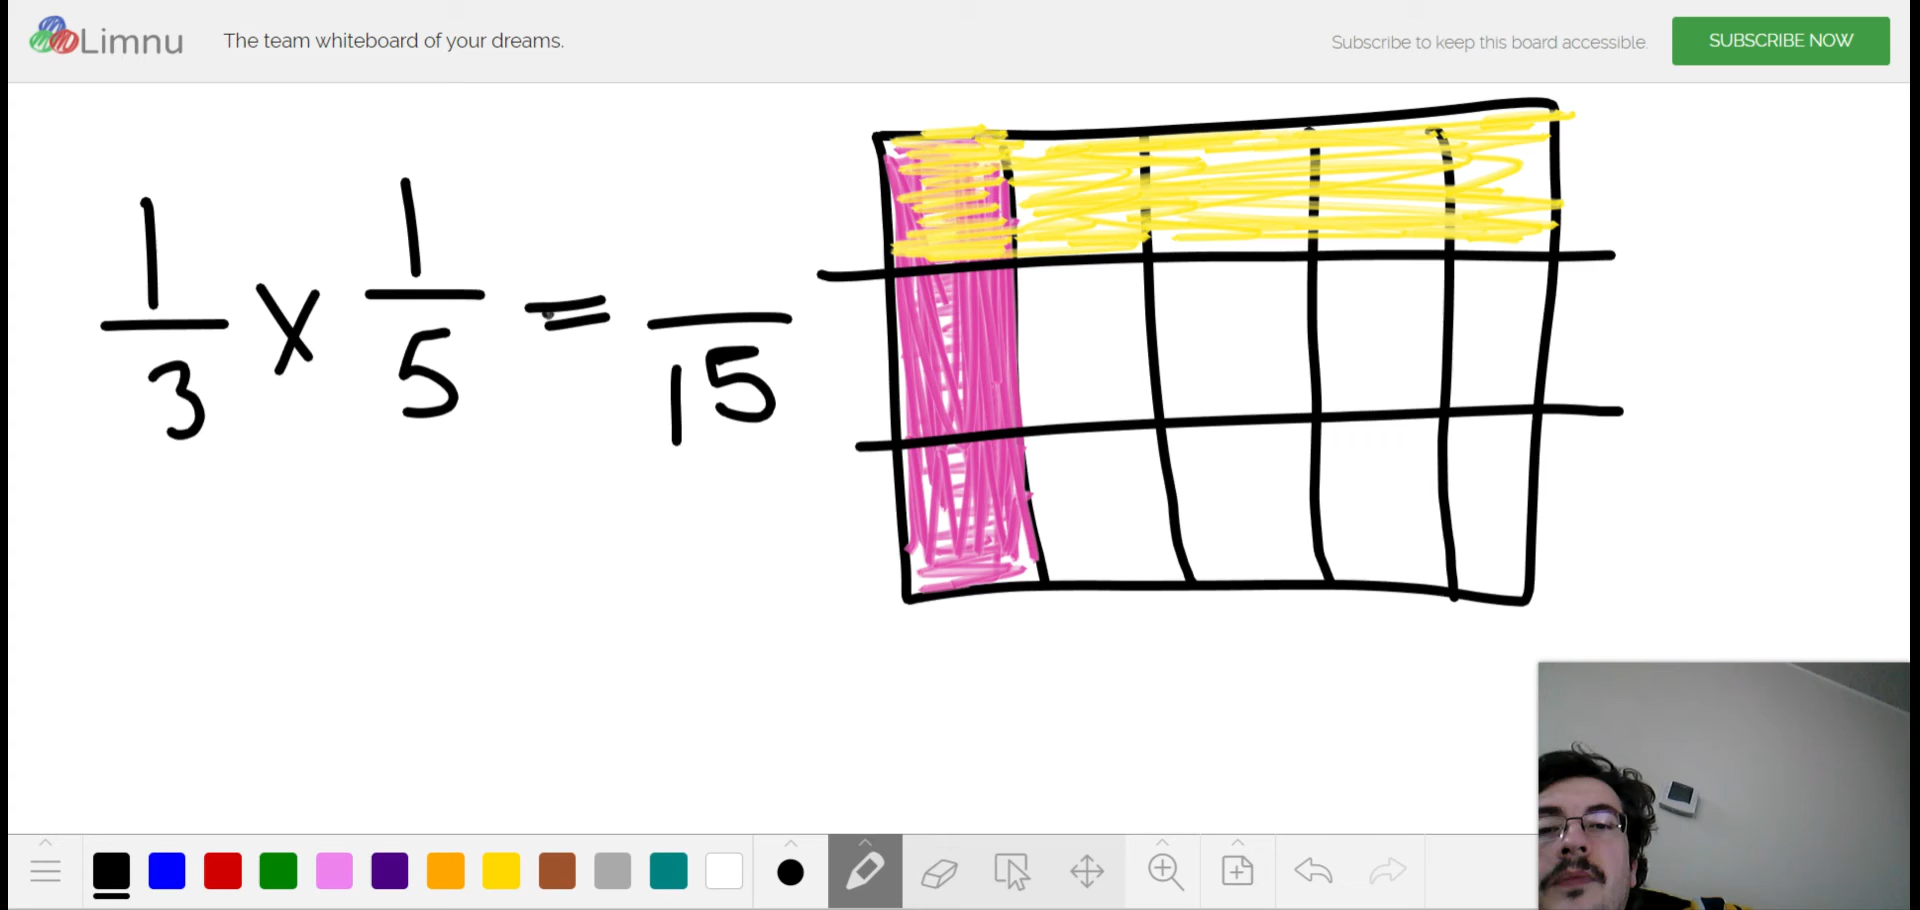 Limnu
The team whiteboard of your dreams.
Subscribe to keep this board accessible.
SUBSCRIBE NOW
1/3 x 1/5 = /15